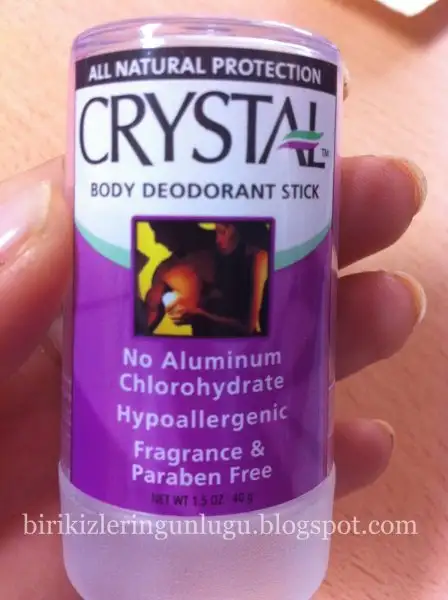 ALL NATURAL PROTECTION
CRYSTAL™
BODY DEODORANT STICK
No Aluminum
Chlorohydrate
Hypoallergenic
Fragrance &
Paraben Free
NET WT 1.5 OZ 40 g
birikizleringunlugu.blogspot.com